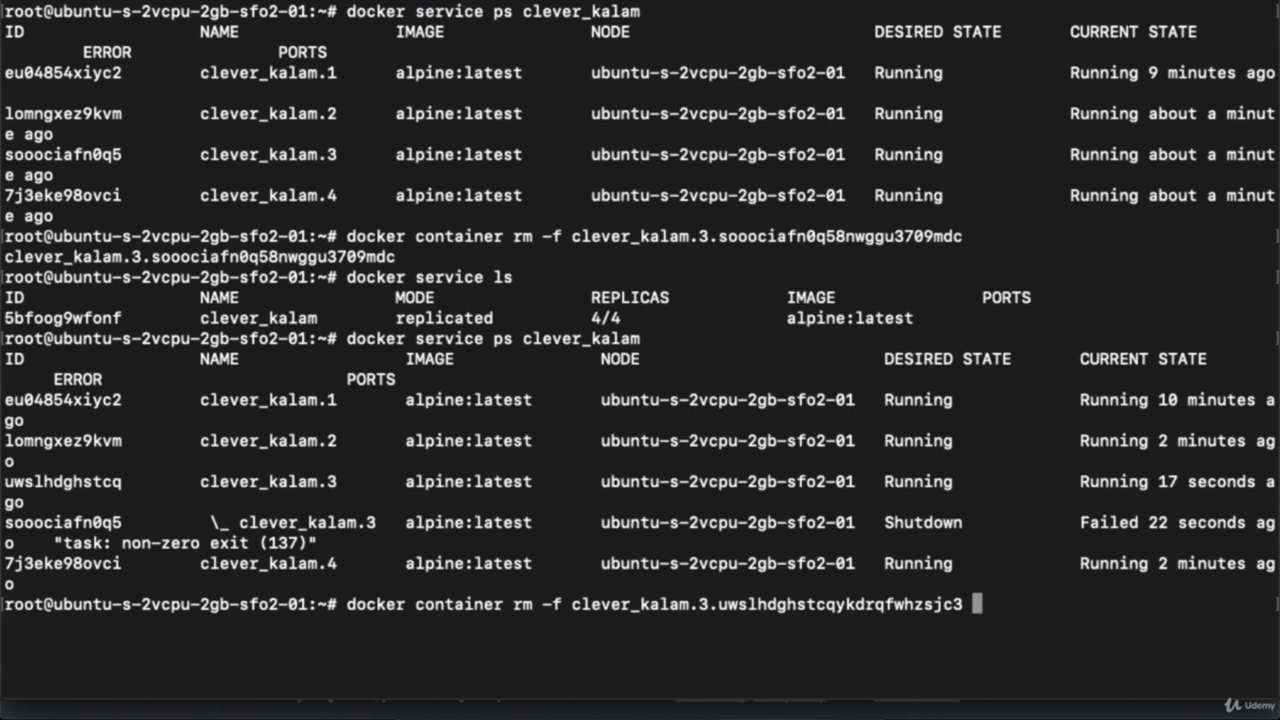 root@ubuntu-s-2vcpu-2gb-sfo2-01:~# docker service ps clever_kalam
ID NAME IMAGE NODE DESIRED STATE CURRENT STATE
ERROR PORTS
eu04854xiyc2 clever_kalam.1 alpine:latest ubuntu-s-2vcpu-2gb-sfo2-01 Running Running 9 minutes ago
lomngxez9kvm clever_kalam.2 alpine:latest ubuntu-s-2vcpu-2gb-sfo2-01 Running Running about a minut
e ago
sooociafn0q5 clever_kalam.3 alpine:latest ubuntu-s-2vcpu-2gb-sfo2-01 Running Running about a minut
e ago
7j3eke98ovci clever_kalam.4 alpine:latest ubuntu-s-2vcpu-2gb-sfo2-01 Running Running about a minut
e ago
root@ubuntu-s-2vcpu-2gb-sfo2-01:~# docker container rm -f clever_kalam.3.sooociafn0q58nwggu3709mdc
clever_kalam.3.sooociafn0q58nwggu3709mdc
root@ubuntu-s-2vcpu-2gb-sfo2-01:~# docker service ls
ID NAME MODE REPLICAS IMAGE PORTS
5bfoog9wfonf clever_kalam replicated 4/4 alpine:latest
root@ubuntu-s-2vcpu-2gb-sfo2-01:~# docker service ps clever_kalam
ID NAME IMAGE NODE DESIRED STATE CURRENT STATE
ERROR PORTS
eu04854xiyc2 clever_kalam.1 alpine:latest ubuntu-s-2vcpu-2gb-sfo2-01 Running Running 10 minutes a
go
lomngxez9kvm clever_kalam.2 alpine:latest ubuntu-s-2vcpu-2gb-sfo2-01 Running Running 2 minutes ag
o
uwslhdghstcq clever_kalam.3 alpine:latest ubuntu-s-2vcpu-2gb-sfo2-01 Running Running 17 seconds a
go
sooociafn0q5 \_ clever_kalam.3 alpine:latest ubuntu-s-2vcpu-2gb-sfo2-01 Shutdown Failed 22 seconds ag
o "task: non-zero exit (137)"
7j3eke98ovci clever_kalam.4 alpine:latest ubuntu-s-2vcpu-2gb-sfo2-01 Running Running 2 minutes ag
o
root@ubuntu-s-2vcpu-2gb-sfo2-01:~# docker container rm -f clever_kalam.3.uwslhdghstcqykdrqfwhzsjc3
Udemy